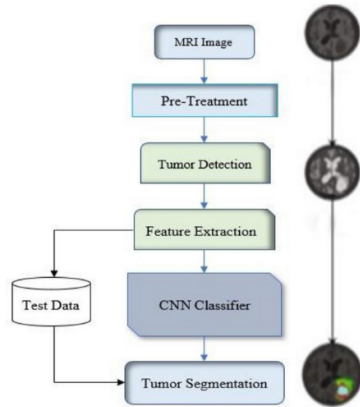 MRI Image
Pre-Treatment
Tumor Detection
Feature Extraction
Test Data
CNN Classifier
Tumor Segmentation